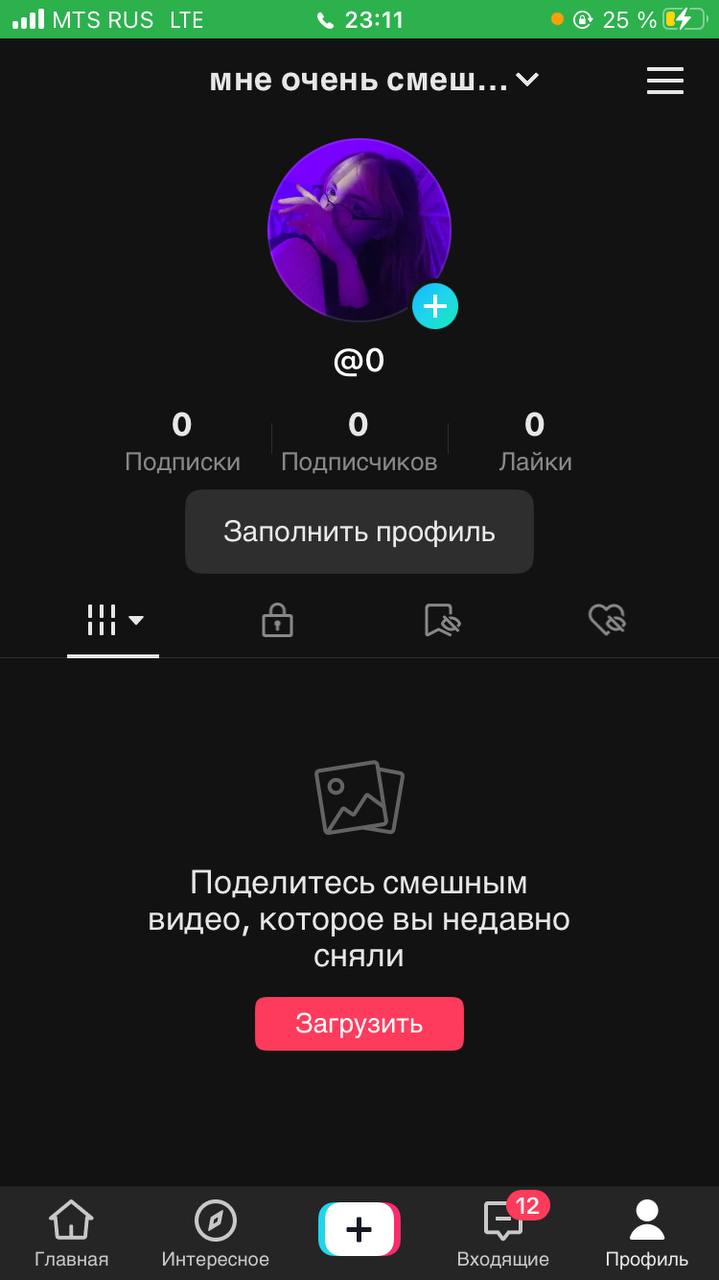 MTS RUS LTE 23:11 25 %
мне очень смеш...
@0
0 0 0
Подписки Подписчиков Лайки
Заполнить профиль
Поделитесь смешным
видео, которое вы недавно
сняли
Загрузить
12
Главная Интересное Входящие Профиль